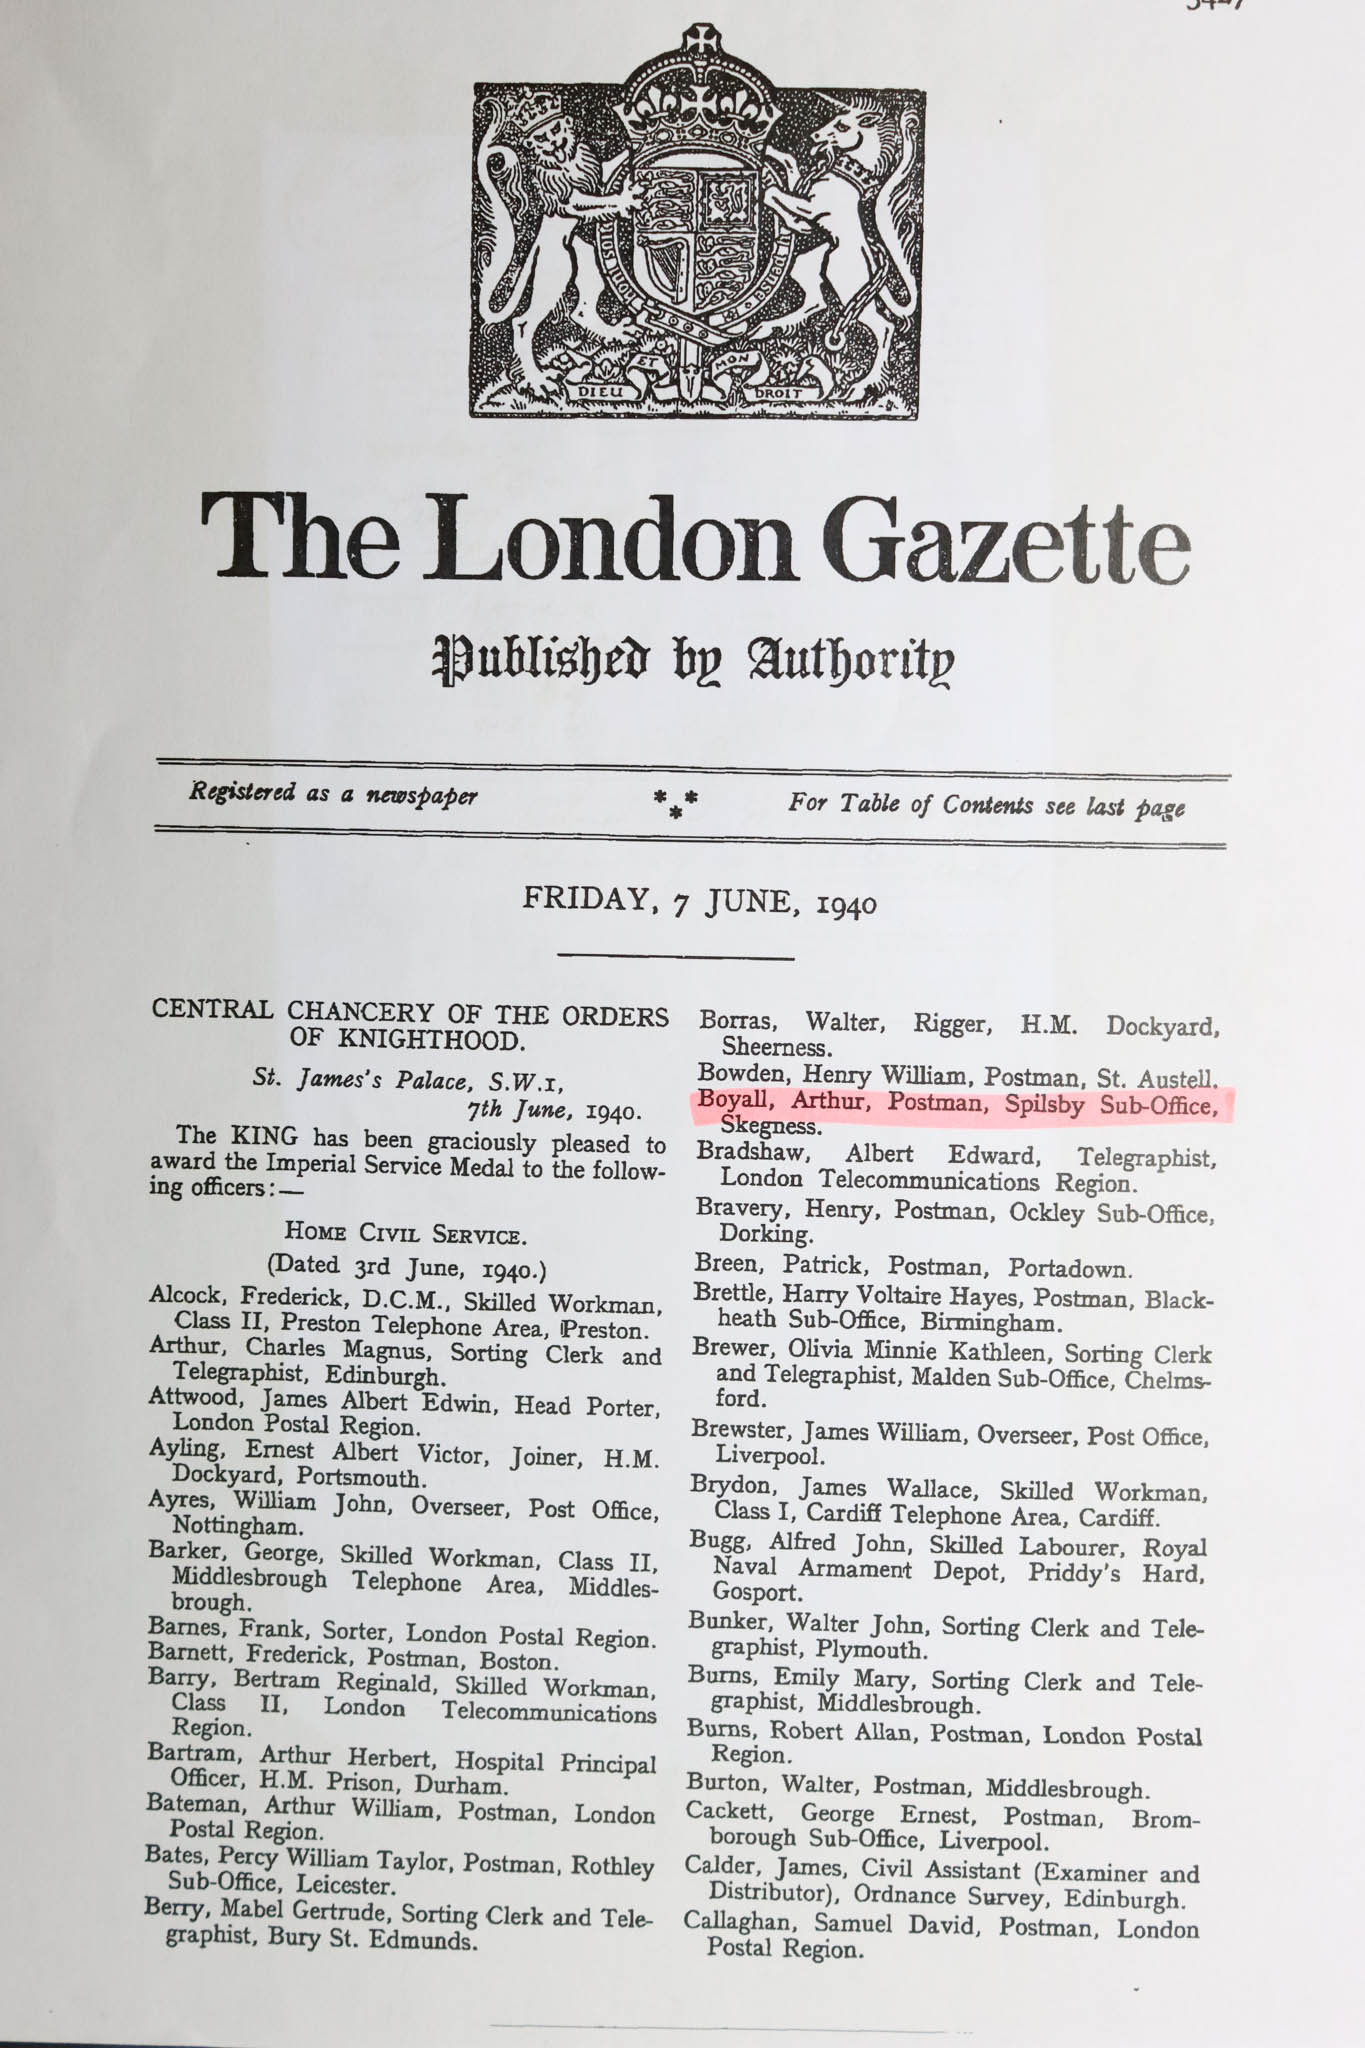 DIEU ET MON DROIT
The London Gazette
Published by Authority
Registered as a newspaper * * * For Table of Contents see last page
FRIDAY, 7 JUNE, 1940
CENTRAL CHANCERY OF THE ORDERS
OF KNIGHTHOOD.
St. James's Palace, S.W.1,
7th June, 1940.
The KING has been graciously pleased to
award the Imperial Service Medal to the follow-
ing officers:—
HOME CIVIL SERVICE.
(Dated 3rd June, 1940.)
Alcock, Frederick, D.C.M., Skilled Workman,
Class II, Preston Telephone Area, Preston.
Arthur, Charles Magnus, Sorting Clerk and
Telegraphist, Edinburgh.
Attwood, James Albert Edwin, Head Porter,
London Postal Region.
Ayling, Ernest Albert Victor, Joiner, H.M.
Dockyard, Portsmouth.
Ayres, William John, Overseer, Post Office,
Nottingham.
Barker, George, Skilled Workman, Class II,
Middlesbrough Telephone Area, Middles-
brough.
Barnes, Frank, Sorter, London Postal Region.
Barnett, Frederick, Postman, Boston.
Barry, Bertram Reginald, Skilled Workman,
Class II, London Telecommunications
Region.
Bartram, Arthur Herbert, Hospital Principal
Officer, H.M. Prison, Durham.
Bateman, Arthur William, Postman, London
Postal Region.
Bates, Percy William Taylor, Postman, Rothley
Sub-Office, Leicester.
Berry, Mabel Gertrude, Sorting Clerk and Tele-
graphist, Bury St. Edmunds.
Borras, Walter, Rigger, H.M. Dockyard,
Sheerness.
Bowden, Henry William, Postman, St. Austell.
Boyall, Arthur, Postman, Spilsby Sub-Office,
Skegness.
Bradshaw, Albert Edward, Telegraphist,
London Telecommunications Region.
Bravery, Henry, Postman, Ockley Sub-Office,
Dorking.
Breen, Patrick, Postman, Portadown.
Brettle, Harry Voltaire Hayes, Postman, Black-
heath Sub-Office, Birmingham.
Brewer, Olivia Minnie Kathleen, Sorting Clerk
and Telegraphist, Malden Sub-Office, Chelms-
ford.
Brewster, James William, Overseer, Post Office,
Liverpool.
Brydon, James Wallace, Skilled Workman,
Class I, Cardiff Telephone Area, Cardiff.
Bugg, Alfred John, Skilled Labourer, Royal
Naval Armament Depot, Priddy's Hard,
Gosport.
Bunker, Walter John, Sorting Clerk and Tele-
graphist, Plymouth.
Burns, Emily Mary, Sorting Clerk and Tele-
graphist, Middlesbrough.
Burns, Robert Allan, Postman, London Postal
Region.
Burton, Walter, Postman, Middlesbrough.
Cackett, George Ernest, Postman, Brom-
borough Sub-Office, Liverpool.
Calder, James, Civil Assistant (Examiner and
Distributor), Ordnance Survey, Edinburgh.
Callaghan, Samuel David, Postman, London
Postal Region.